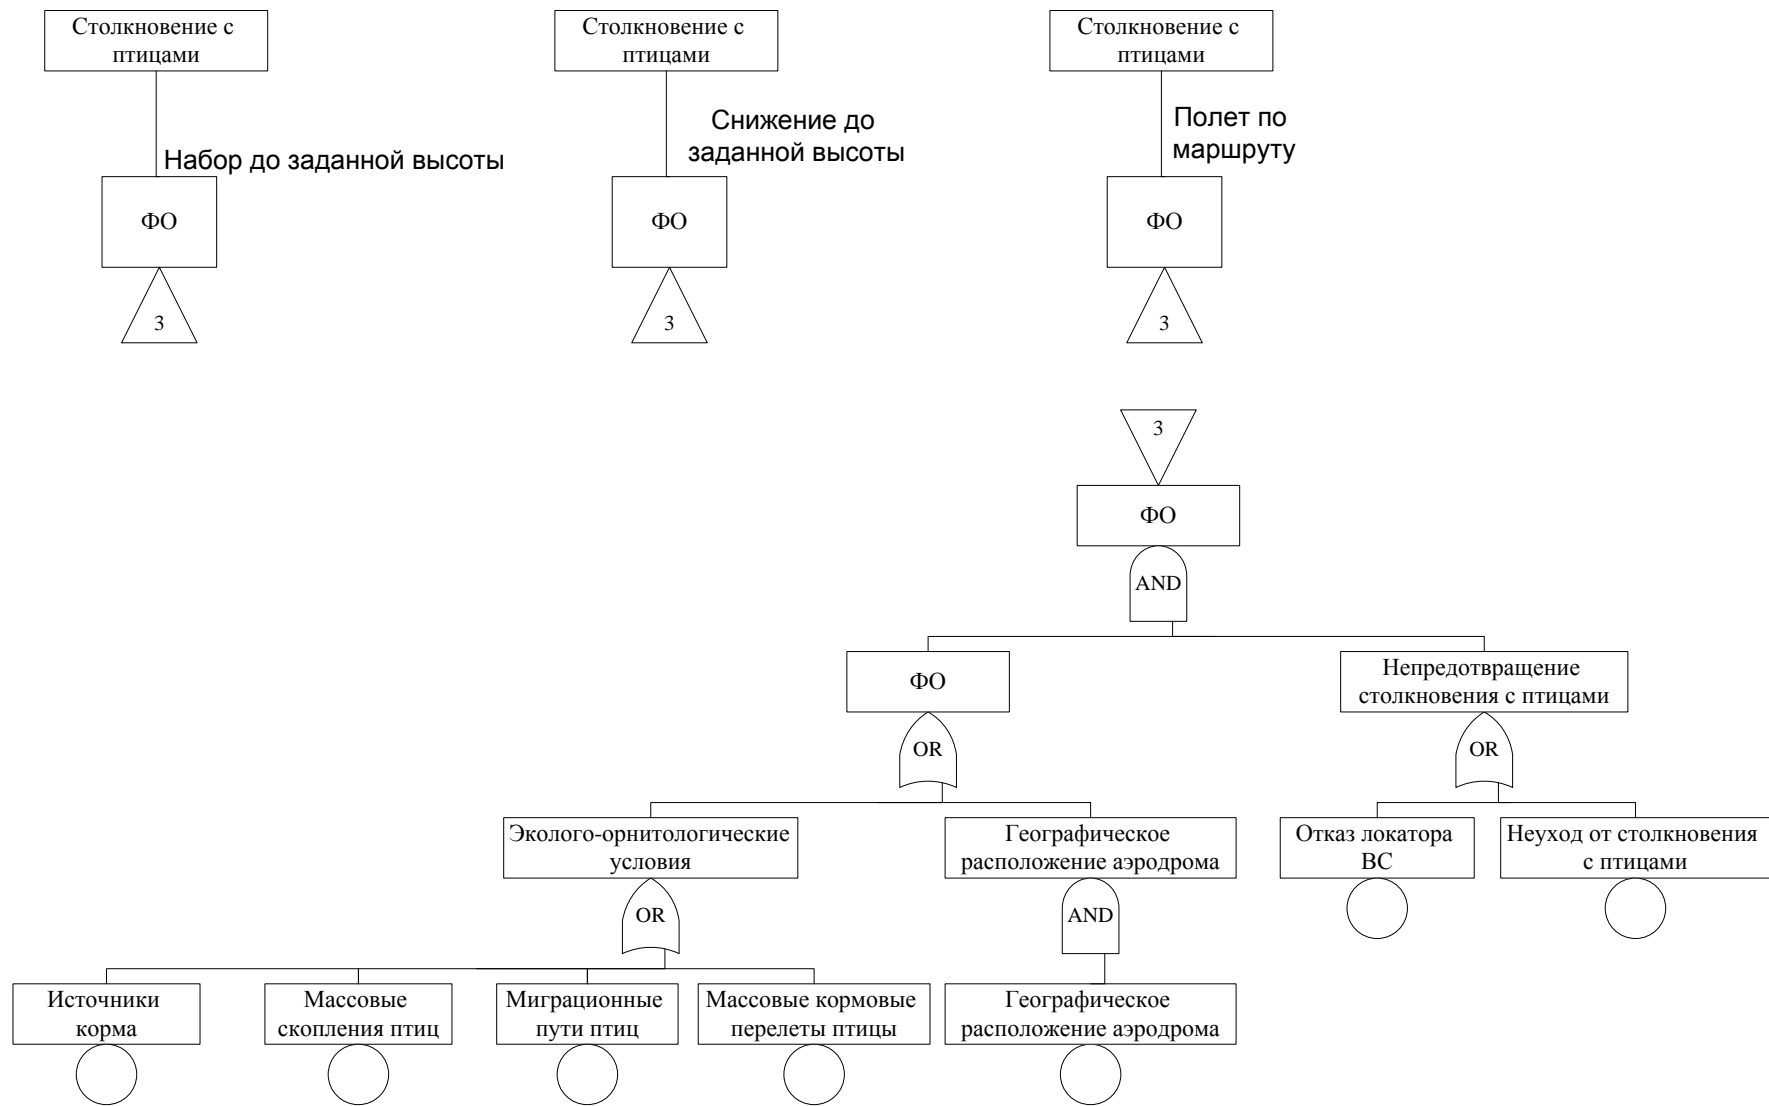 Столкновение с
птицами
Столкновение с
птицами
Столкновение с
птицами
Набор до заданной высоты
Снижение до
заданной высоты
Полет по
маршруту
ФО
ФО
ФО
3
3
3
3
ФО
AND
ФО
Непредотвращение
столкновения с птицами
OR
OR
Эколого-орнитологические
условия
Географическое
расположение аэродрома
Отказ локатора
ВС
Неуход от столкновения
с птицами
OR
AND
Источники
корма
Массовые
скопления птиц
Миграционные
пути птиц
Массовые кормовые
перелеты птицы
Географическое
расположение аэродрома